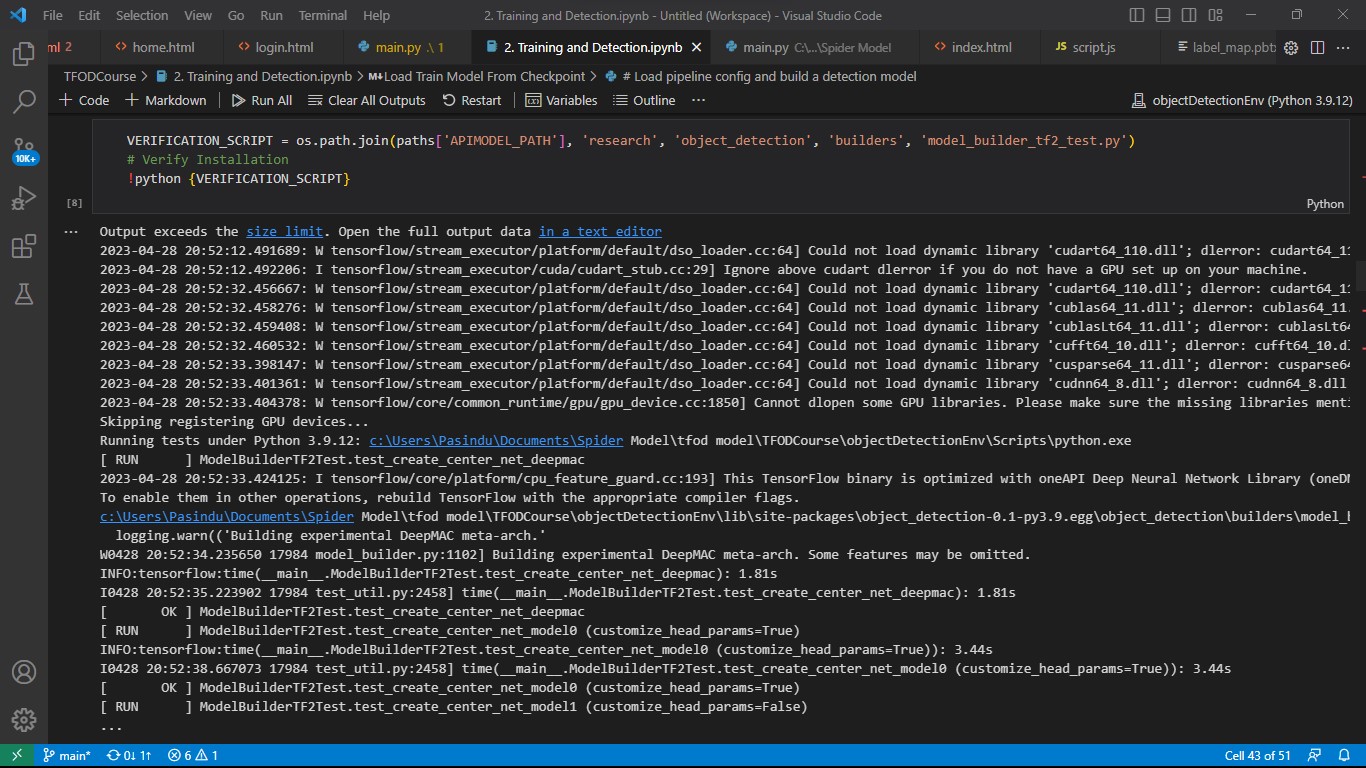 File Edit Selection View Go Run Terminal Help 2. Training and Detection.ipynb - Untitled (Workspace) - Visual Studio Code
ml 2 home.html login.html main.py .\ 1 2. Training and Detection.ipynb main.py C:\...\Spider Model index.html JS script.js label_map.pbt
TFODCourse > 2. Training and Detection.ipynb > M↓Load Train Model From Checkpoint > # Load pipeline config and build a detection model
+ Code + Markdown Run All Clear All Outputs Restart Variables Outline ... objectDetectionEnv (Python 3.9.12)
10K+
VERIFICATION_SCRIPT = os.path.join(paths['APIMODEL_PATH'], 'research', 'object_detection', 'builders', 'model_builder_tf2_test.py')
# Verify Installation
!python {VERIFICATION_SCRIPT}
[8] Python
... Output exceeds the size limit. Open the full output data in a text editor
2023-04-28 20:52:12.491689: W tensorflow/stream_executor/platform/default/dso_loader.cc:64] Could not load dynamic library 'cudart64_110.dll'; dlerror: cudart64_11
2023-04-28 20:52:12.492206: I tensorflow/stream_executor/cuda/cudart_stub.cc:29] Ignore above cudart dlerror if you do not have a GPU set up on your machine.
2023-04-28 20:52:32.456667: W tensorflow/stream_executor/platform/default/dso_loader.cc:64] Could not load dynamic library 'cudart64_110.dll'; dlerror: cudart64_11
2023-04-28 20:52:32.458276: W tensorflow/stream_executor/platform/default/dso_loader.cc:64] Could not load dynamic library 'cublas64_11.dll'; dlerror: cublas64_11.
2023-04-28 20:52:32.459408: W tensorflow/stream_executor/platform/default/dso_loader.cc:64] Could not load dynamic library 'cublasLt64_11.dll'; dlerror: cublasLt64
2023-04-28 20:52:32.460532: W tensorflow/stream_executor/platform/default/dso_loader.cc:64] Could not load dynamic library 'cufft64_10.dll'; dlerror: cufft64_10.dl
2023-04-28 20:52:33.398147: W tensorflow/stream_executor/platform/default/dso_loader.cc:64] Could not load dynamic library 'cusparse64_11.dll'; dlerror: cusparse64
2023-04-28 20:52:33.401361: W tensorflow/stream_executor/platform/default/dso_loader.cc:64] Could not load dynamic library 'cudnn64_8.dll'; dlerror: cudnn64_8.dll
2023-04-28 20:52:33.404378: W tensorflow/core/common_runtime/gpu/gpu_device.cc:1850] Cannot dlopen some GPU libraries. Please make sure the missing libraries menti
Skipping registering GPU devices...
Running tests under Python 3.9.12: c:\Users\Pasindu\Documents\Spider Model\tfod model\TFODCourse\objectDetectionEnv\Scripts\python.exe
[ RUN      ] ModelBuilderTF2Test.test_create_center_net_deepmac
2023-04-28 20:52:33.424125: I tensorflow/core/platform/cpu_feature_guard.cc:193] This TensorFlow binary is optimized with oneAPI Deep Neural Network Library (oneDN
To enable them in other operations, rebuild TensorFlow with the appropriate compiler flags.
c:\Users\Pasindu\Documents\Spider Model\tfod model\TFODCourse\objectDetectionEnv\lib\site-packages\object_detection-0.1-py3.9.egg\object_detection\builders\model_b
  logging.warn(('Building experimental DeepMAC meta-arch.'
W0428 20:52:34.235650 17984 model_builder.py:1102] Building experimental DeepMAC meta-arch. Some features may be omitted.
INFO:tensorflow:time(__main__.ModelBuilderTF2Test.test_create_center_net_deepmac): 1.81s
I0428 20:52:35.223902 17984 test_util.py:2458] time(__main__.ModelBuilderTF2Test.test_create_center_net_deepmac): 1.81s
[       OK ] ModelBuilderTF2Test.test_create_center_net_deepmac
[ RUN      ] ModelBuilderTF2Test.test_create_center_net_model0 (customize_head_params=True)
INFO:tensorflow:time(__main__.ModelBuilderTF2Test.test_create_center_net_model0 (customize_head_params=True)): 3.44s
I0428 20:52:38.667073 17984 test_util.py:2458] time(__main__.ModelBuilderTF2Test.test_create_center_net_model0 (customize_head_params=True)): 3.44s
[       OK ] ModelBuilderTF2Test.test_create_center_net_model0 (customize_head_params=True)
[ RUN      ] ModelBuilderTF2Test.test_create_center_net_model1 (customize_head_params=False)
...
main* 0↓ 1↑ 6 1 Cell 43 of 51